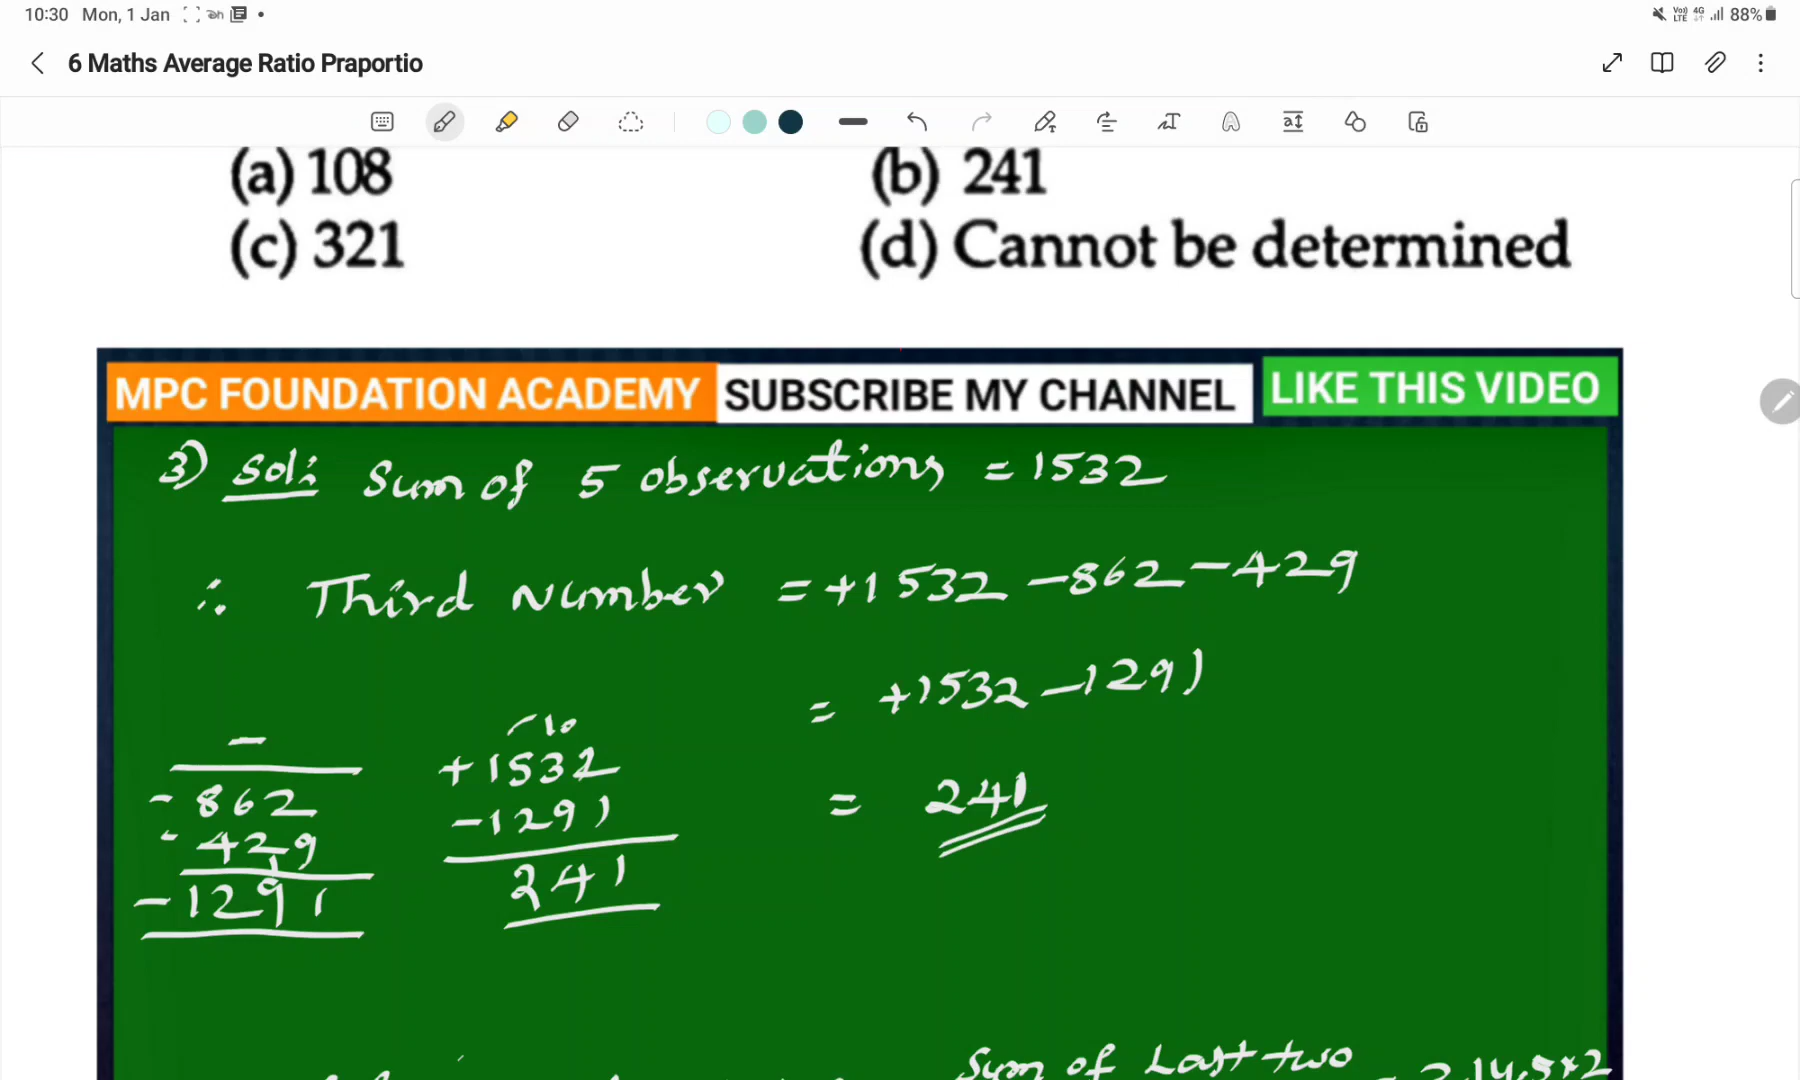 10:30 Mon, 1 Jan 88%
6 Maths Average Ratio Praportio
(a) 108 (b) 241
(c) 321 (d) Cannot be determined
MPC FOUNDATION ACADEMY SUBSCRIBE MY CHANNEL LIKE THIS VIDEO
3) Sol: Sum of 5 observations = 1532
∴ Third Number = +1532 - 862 - 429
= +1532 - 1291
= 241
-
- 862
- 429
1
- 1291
10
+1532
-1291
241
Sum of Last two